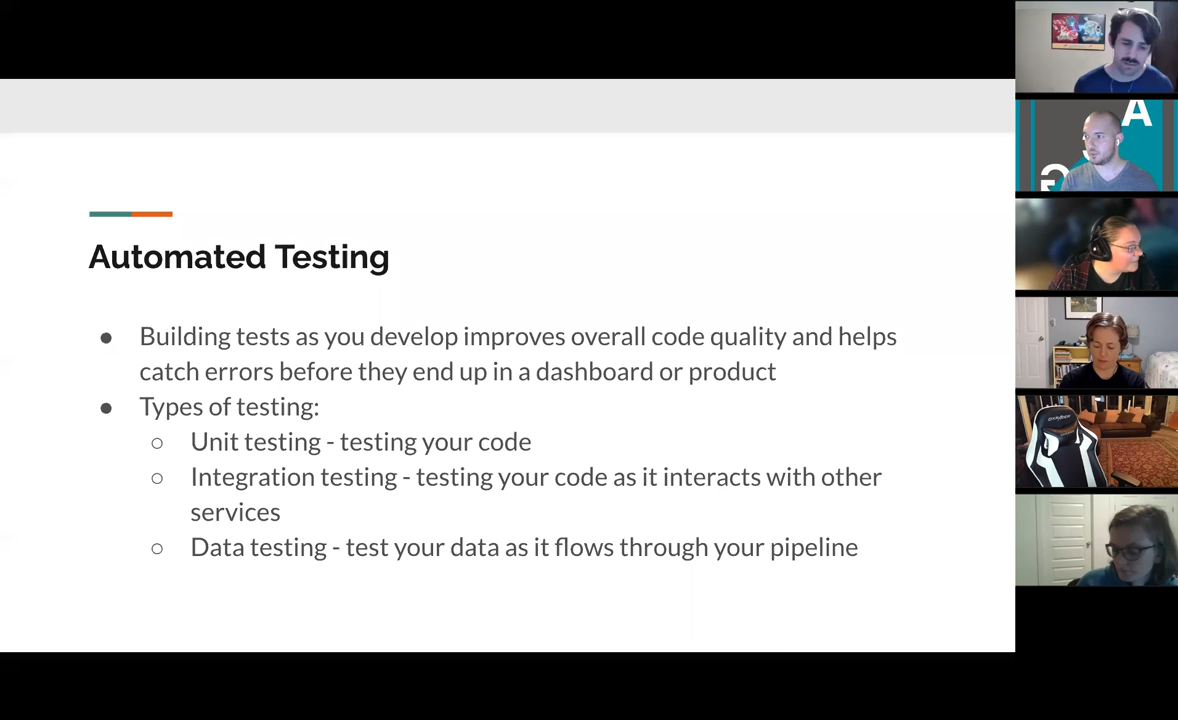 Automated Testing
● Building tests as you develop improves overall code quality and helps
catch errors before they end up in a dashboard or product
● Types of testing:
○ Unit testing - testing your code
○ Integration testing - testing your code as it interacts with other
services
○ Data testing - test your data as it flows through your pipeline
A
G